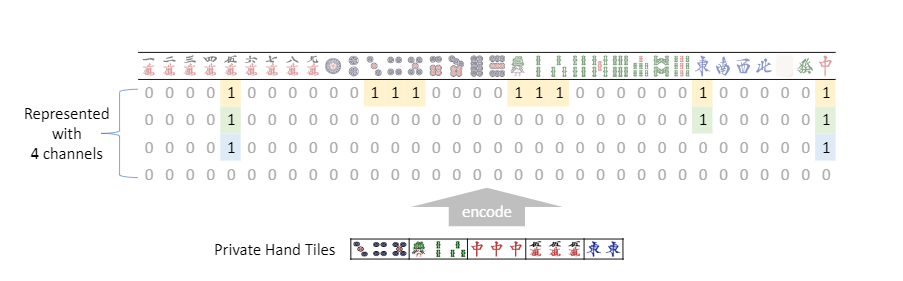 一 二 三 四 伍 六 七 八 九 東 南 西 北 發 中
萬 萬 萬 萬 萬 萬 萬 萬 萬
0 0 0 0 1 0 0 0 0 0 0 1 1 1 0 0 0 0 1 1 1 0 0 0 0 0 0 1 0 0 0 0 0 1
0 0 0 0 1 0 0 0 0 0 0 0 0 0 0 0 0 0 0 0 0 0 0 0 0 0 0 1 0 0 0 0 0 1
0 0 0 0 1 0 0 0 0 0 0 0 0 0 0 0 0 0 0 0 0 0 0 0 0 0 0 0 0 0 0 0 0 1
0 0 0 0 0 0 0 0 0 0 0 0 0 0 0 0 0 0 0 0 0 0 0 0 0 0 0 0 0 0 0 0 0 0
Represented
with
4 channels
encode
Private Hand Tiles 中 中 中 伍萬 伍萬 伍萬 東 東